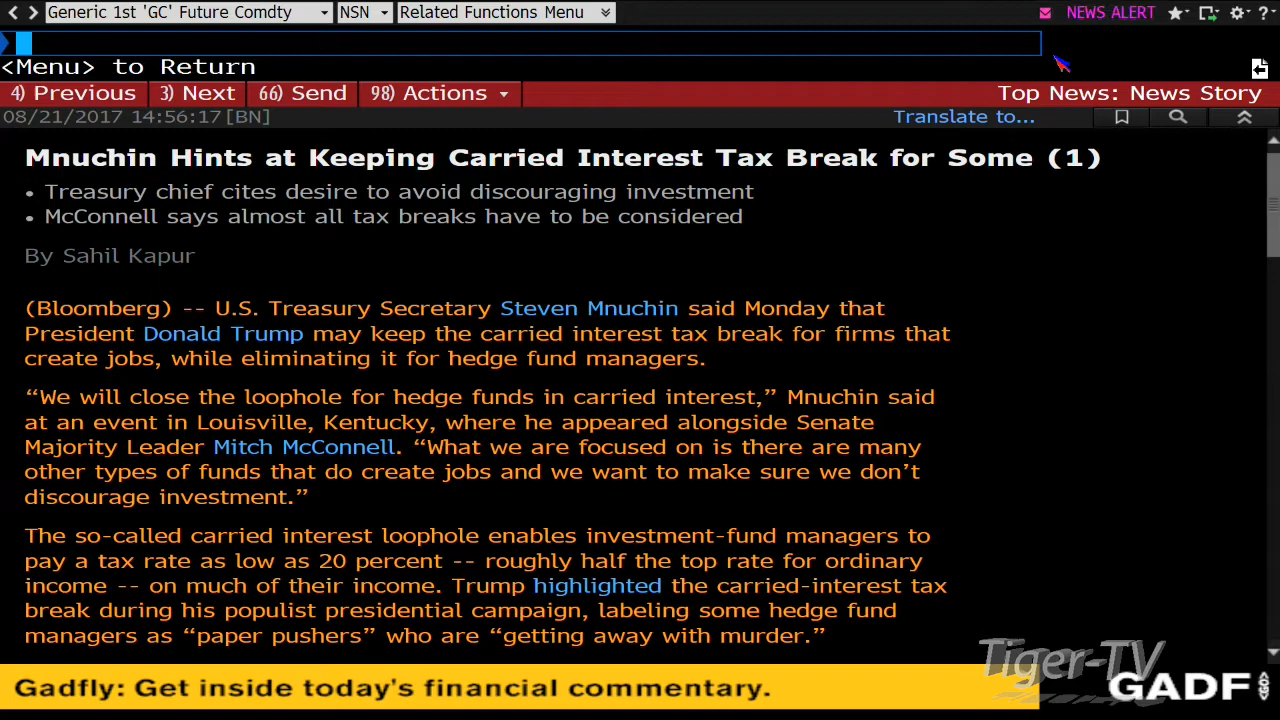 Generic 1st 'GC' Future Comdty NSN Related Functions Menu NEWS ALERT ?
<Menu> to Return
4) Previous 3) Next 66) Send 98) Actions Top News: News Story
08/21/2017 14:56:17[BN] Translate to...
Mnuchin Hints at Keeping Carried Interest Tax Break for Some (1)
• Treasury chief cites desire to avoid discouraging investment
• McConnell says almost all tax breaks have to be considered
By Sahil Kapur
(Bloomberg) -- U.S. Treasury Secretary Steven Mnuchin said Monday that
President Donald Trump may keep the carried interest tax break for firms that
create jobs, while eliminating it for hedge fund managers.
“We will close the loophole for hedge funds in carried interest,” Mnuchin said
at an event in Louisville, Kentucky, where he appeared alongside Senate
Majority Leader Mitch McConnell. “What we are focused on is there are many
other types of funds that do create jobs and we want to make sure we don’t
discourage investment.”
The so-called carried interest loophole enables investment-fund managers to
pay a tax rate as low as 20 percent -- roughly half the top rate for ordinary
income -- on much of their income. Trump highlighted the carried-interest tax
break during his populist presidential campaign, labeling some hedge fund
managers as “paper pushers” who are “getting away with murder.”
Tiger-TV
Gadfly: Get inside today's financial commentary. GADF <GO>